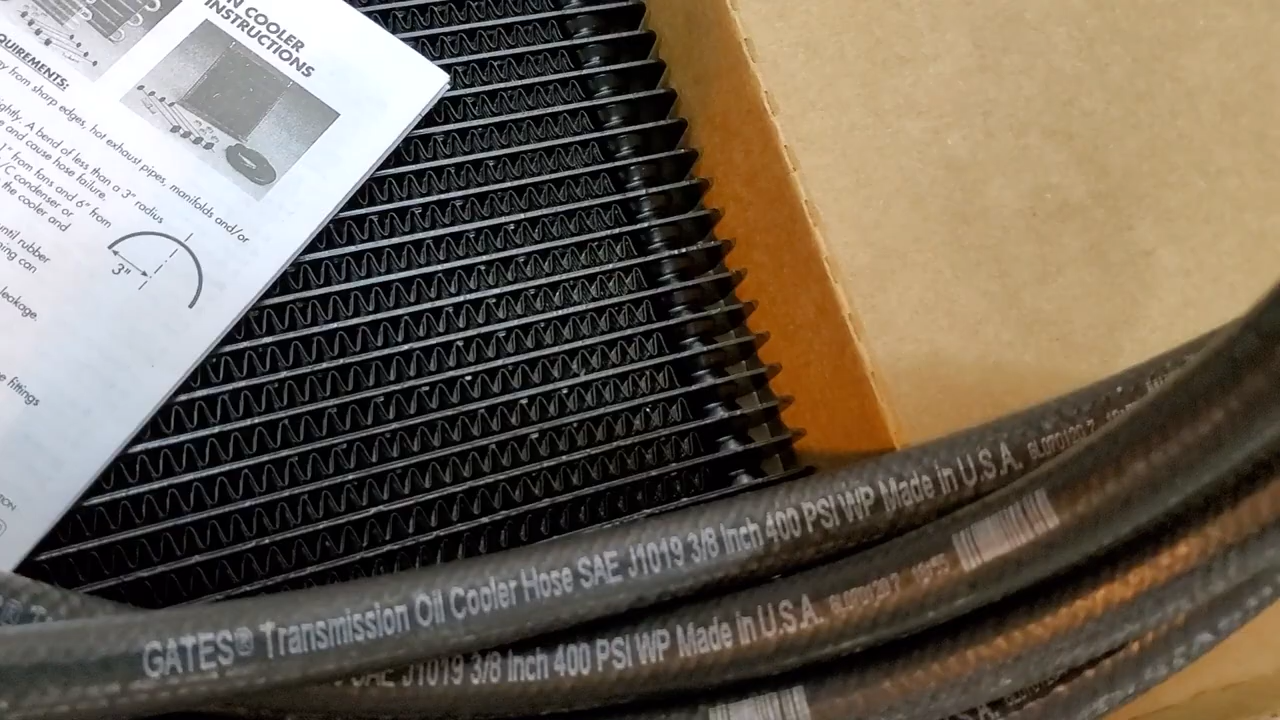 COOLER
INSTRUCTIONS
QUIREMENTS:
from sharp edges, hot exhaust pipes, manifolds and/or
A bend of less than a 3" radius
and cause hose failure.
1" from fans and 6" from
condenser or
the cooler and
until rubber
can
leakage.
fittings
3"
GATES® Transmission Oil Cooler Hose SAE J1019 3/8 Inch 400 PSI WP Made in U.S.A.
SAE J1019 3/8 Inch 400 PSI WP Made in U.S.A.